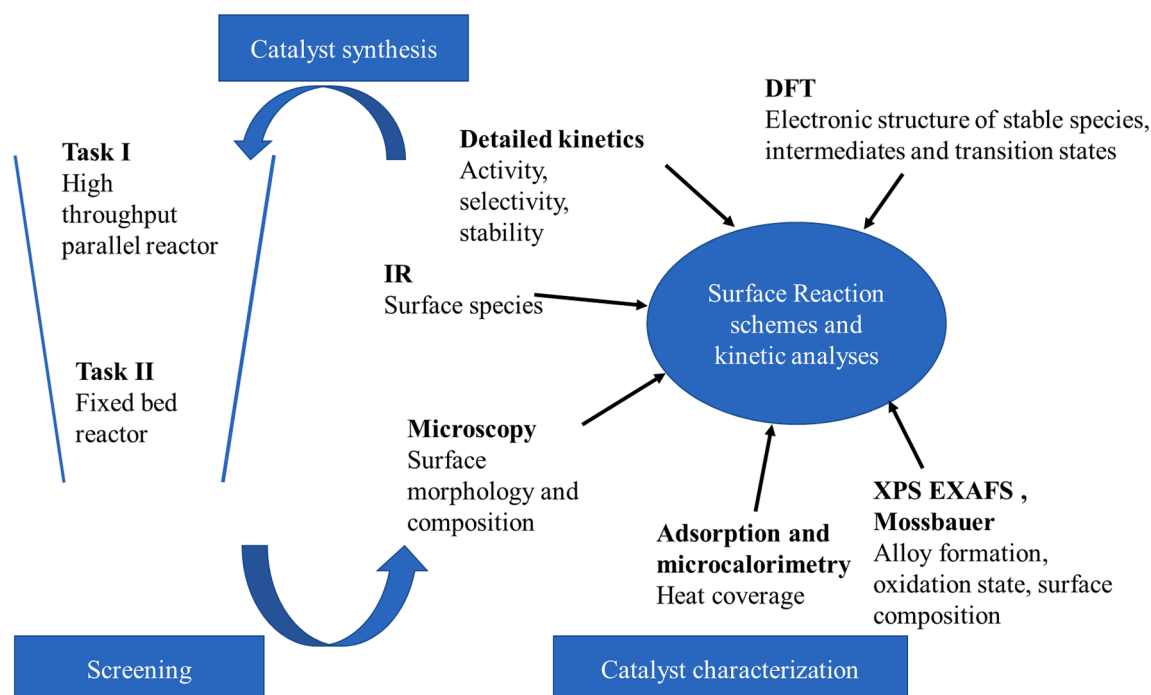 Catalyst synthesis
Task I
High
throughput
parallel reactor
Task II
Fixed bed
reactor
Detailed kinetics
Activity,
selectivity,
stability
DFT
Electronic structure of stable species,
intermediates and transition states
IR
Surface species
Surface Reaction
schemes and
kinetic analyses
Microscopy
Surface
morphology and
composition
Adsorption and
microcalorimetry
Heat coverage
XPS EXAFS ,
Mossbauer
Alloy formation,
oxidation state, surface
composition
Screening
Catalyst characterization